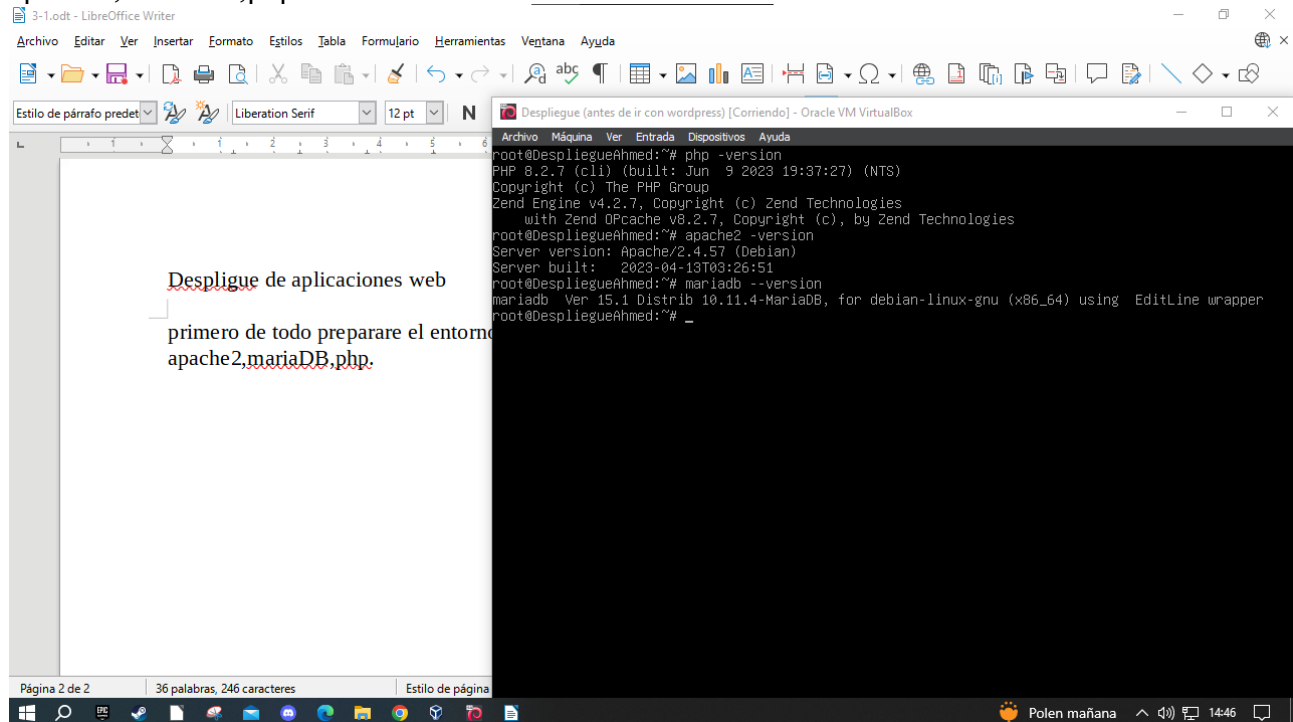 3-1.odt - LibreOffice Writer
Archivo Editar Ver Insertar Formato Estilos Tabla Formulario Herramientas Ventana Ayuda
Estilo de párrafo predet Liberation Serif 12 pt N
Despliegue (antes de ir con wordpress) [Corriendo] - Oracle VM VirtualBox
Archivo Máquina Ver Entrada Dispositivos Ayuda
root@DespliegueAhmed:~# php -version
PHP 8.2.7 (cli) (built: Jun 9 2023 19:37:27) (NTS)
Copyright (c) The PHP Group
Zend Engine v4.2.7, Copyright (c) Zend Technologies
with Zend OPcache v8.2.7, Copyright (c), by Zend Technologies
root@DespliegueAhmed:~# apache2 -version
Server version: Apache/2.4.57 (Debian)
Server built: 2023-04-13T03:26:51
root@DespliegueAhmed:~# mariadb --version
mariadb Ver 15.1 Distrib 10.11.4-MariaDB, for debian-linux-gnu (x86_64) using EditLine wrapper
root@DespliegueAhmed:~# _
Despligue de aplicaciones web
primero de todo preparare el entorno
apache2,mariaDB,php.
Página 2 de 2 36 palabras, 246 caracteres Estilo de página
Polen mañana 14:46